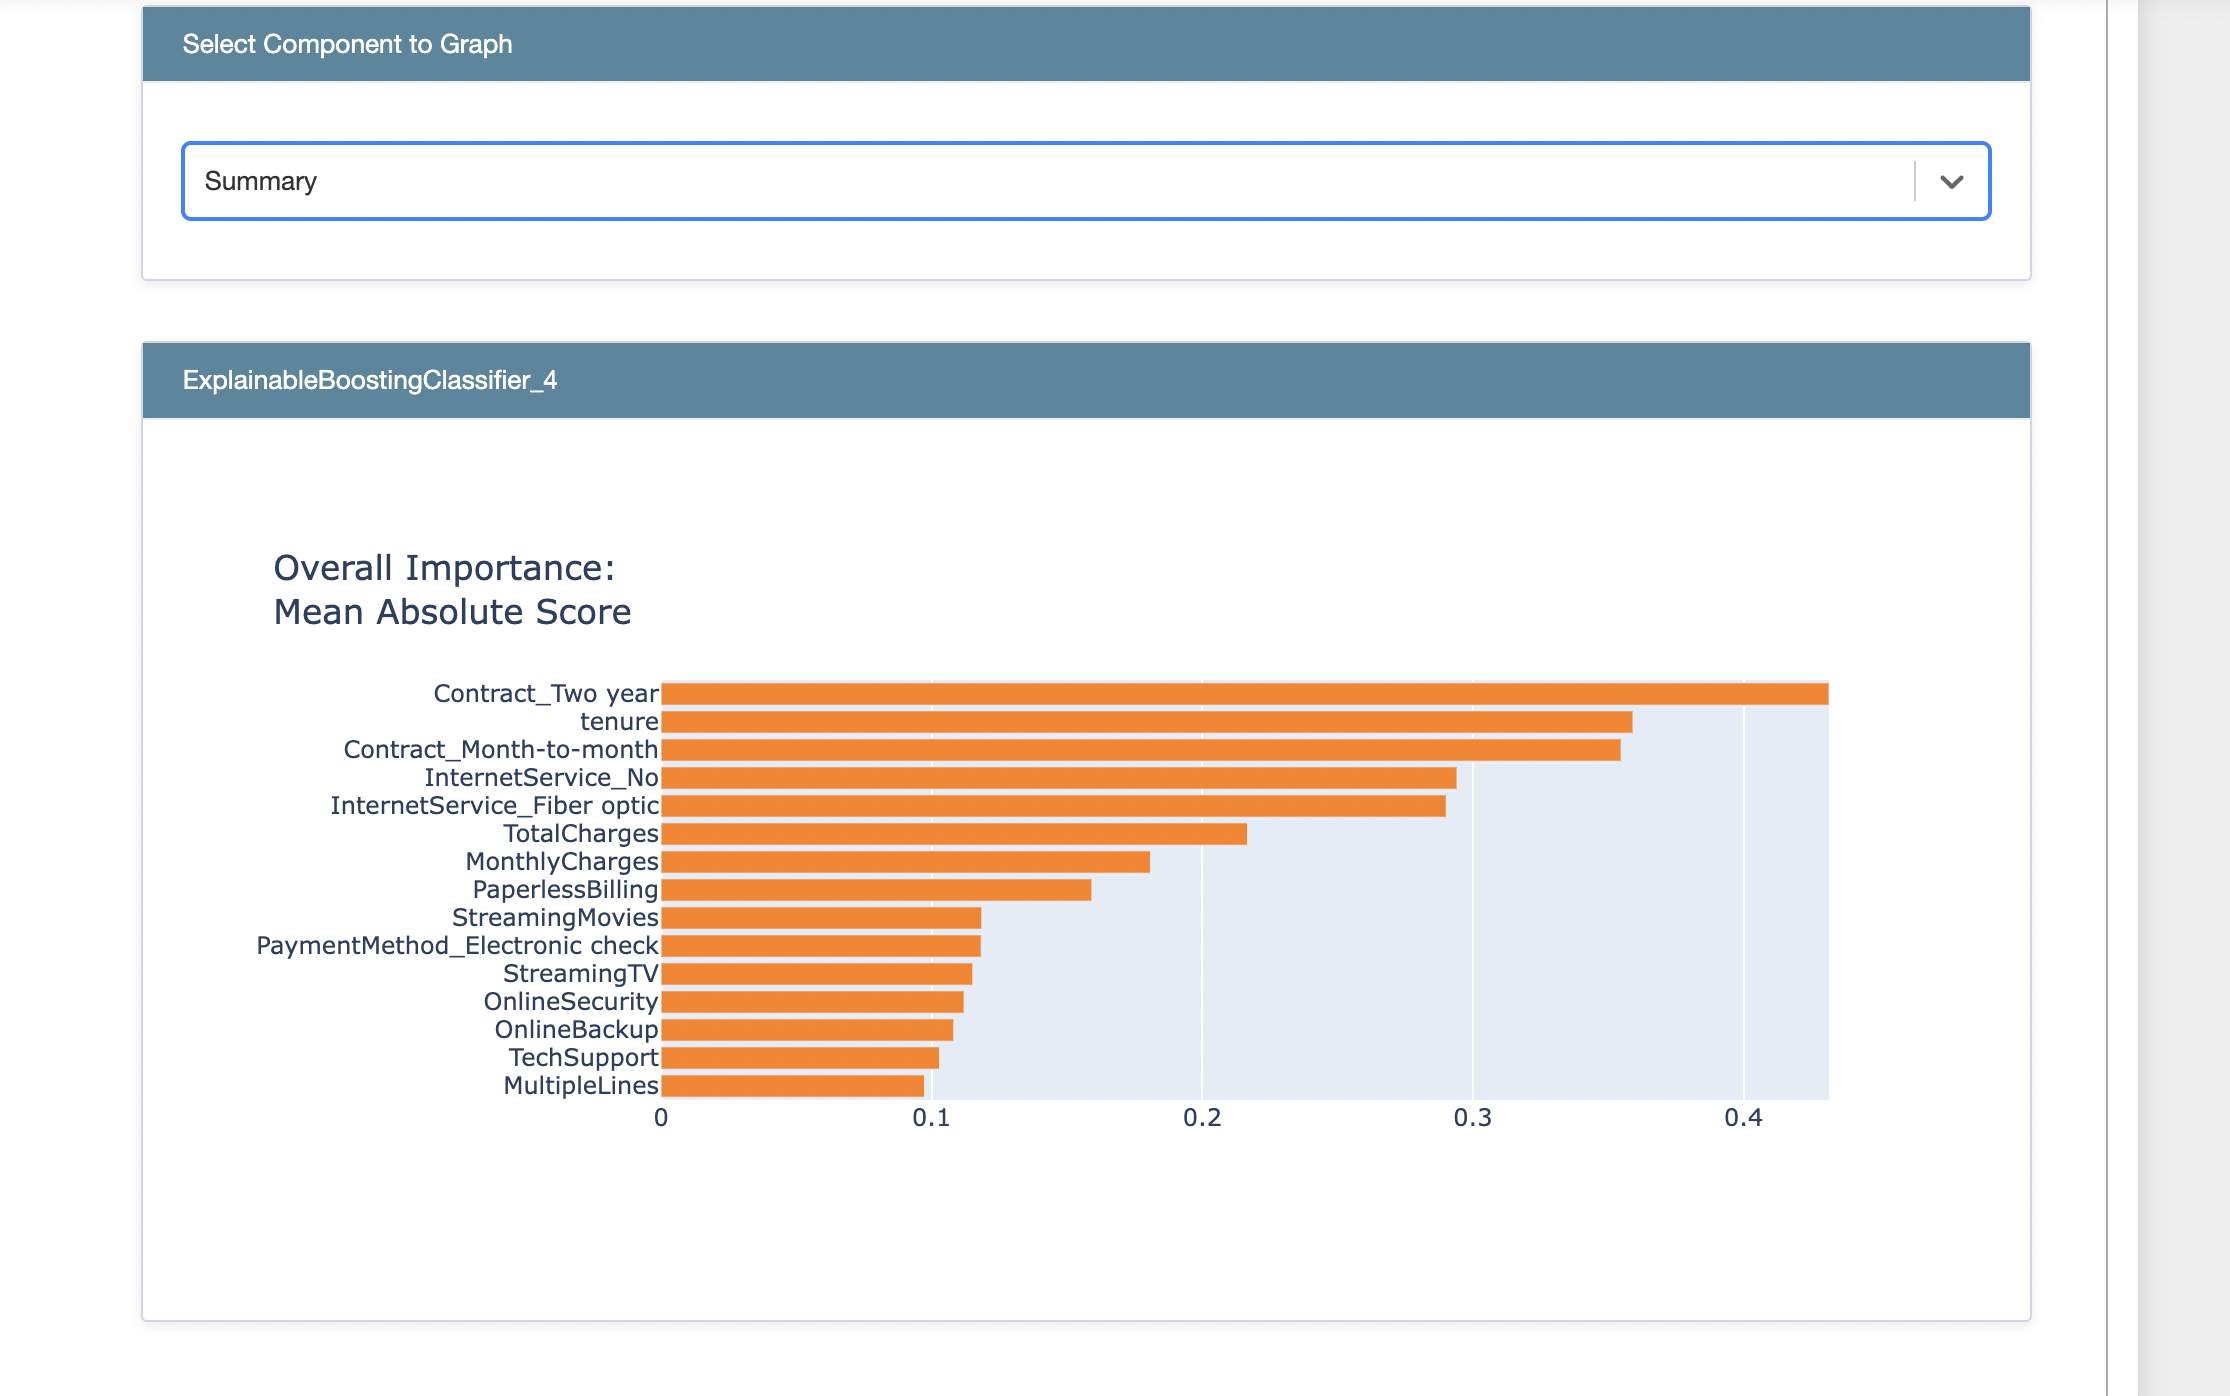 Select Component to Graph
Summary
ExplainableBoostingClassifier_4
Overall Importance:
Mean Absolute Score
Contract_Two year
tenure
Contract_Month-to-month
InternetService_No
InternetService_Fiber optic
TotalCharges
MonthlyCharges
PaperlessBilling
StreamingMovies
PaymentMethod_Electronic check
StreamingTV
OnlineSecurity
OnlineBackup
TechSupport
MultipleLines
0 0.1 0.2 0.3 0.4